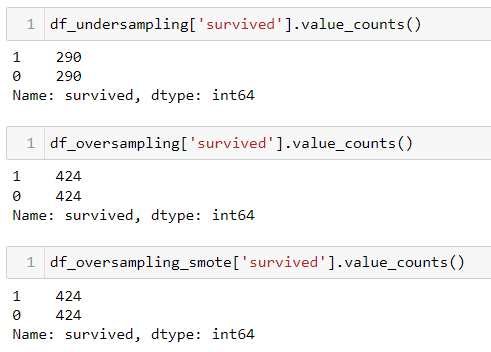 1 df_undersampling['survived'].value_counts()
1    290
0    290
Name: survived, dtype: int64
1 df_oversampling['survived'].value_counts()
1    424
0    424
Name: survived, dtype: int64
1 df_oversampling_smote['survived'].value_counts()
1    424
0    424
Name: survived, dtype: int64